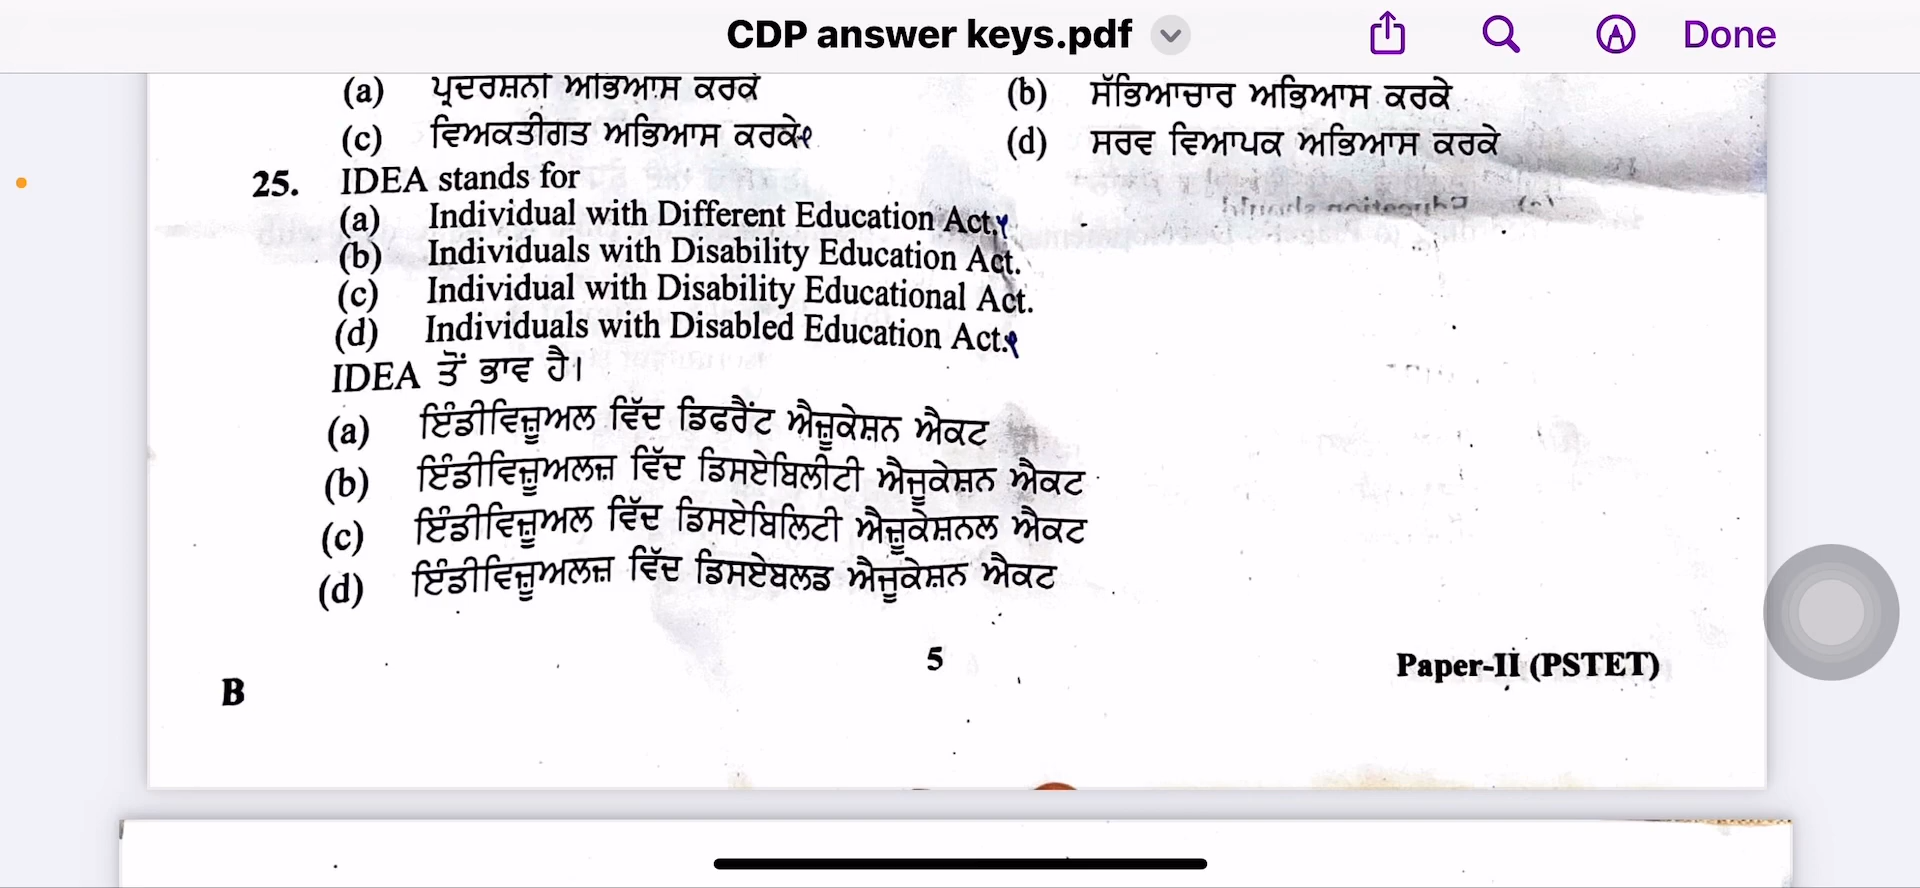 CDP answer keys.pdf Done
(a) ਪ੍ਰਦਰਸ਼ਨੀ ਅਭਿਆਸ ਕਰਕੇ (b) ਸੱਭਿਆਚਾਰ ਅਭਿਆਸ ਕਰਕੇ
(c) ਵਿਅਕਤੀਗਤ ਅਭਿਆਸ ਕਰਕੇ (d) ਸਰਵ ਵਿਆਪਕ ਅਭਿਆਸ ਕਰਕੇ
25. IDEA stands for
(a) Individual with Different Education Act.
(b) Individuals with Disability Education Act.
(c) Individual with Disability Educational Act.
(d) Individuals with Disabled Education Act.
IDEA ਤੋਂ ਭਾਵ ਹੈ।
(a) ਇੰਡੀਵਿਜ਼ੂਅਲ ਵਿੱਦ ਡਿਫਰੈਂਟ ਐਜ਼ੂਕੇਸ਼ਨ ਐਕਟ
(b) ਇੰਡੀਵਿਜ਼ੂਅਲਜ਼ ਵਿੱਦ ਡਿਸਏਬਿਲੀਟੀ ਐਜੂਕੇਸ਼ਨ ਐਕਟ
(c) ਇੰਡੀਵਿਜ਼ੂਅਲ ਵਿੱਦ ਡਿਸਏਬਿਲਿਟੀ ਐਜ਼ੂਕੇਸ਼ਨਲ ਐਕਟ
(d) ਇੰਡੀਵਿਜ਼ੂਅਲਜ਼ ਵਿੱਦ ਡਿਸਏਬਲਡ ਐਜੂਕੇਸ਼ਨ ਐਕਟ
5
Paper-II (PSTET)
B